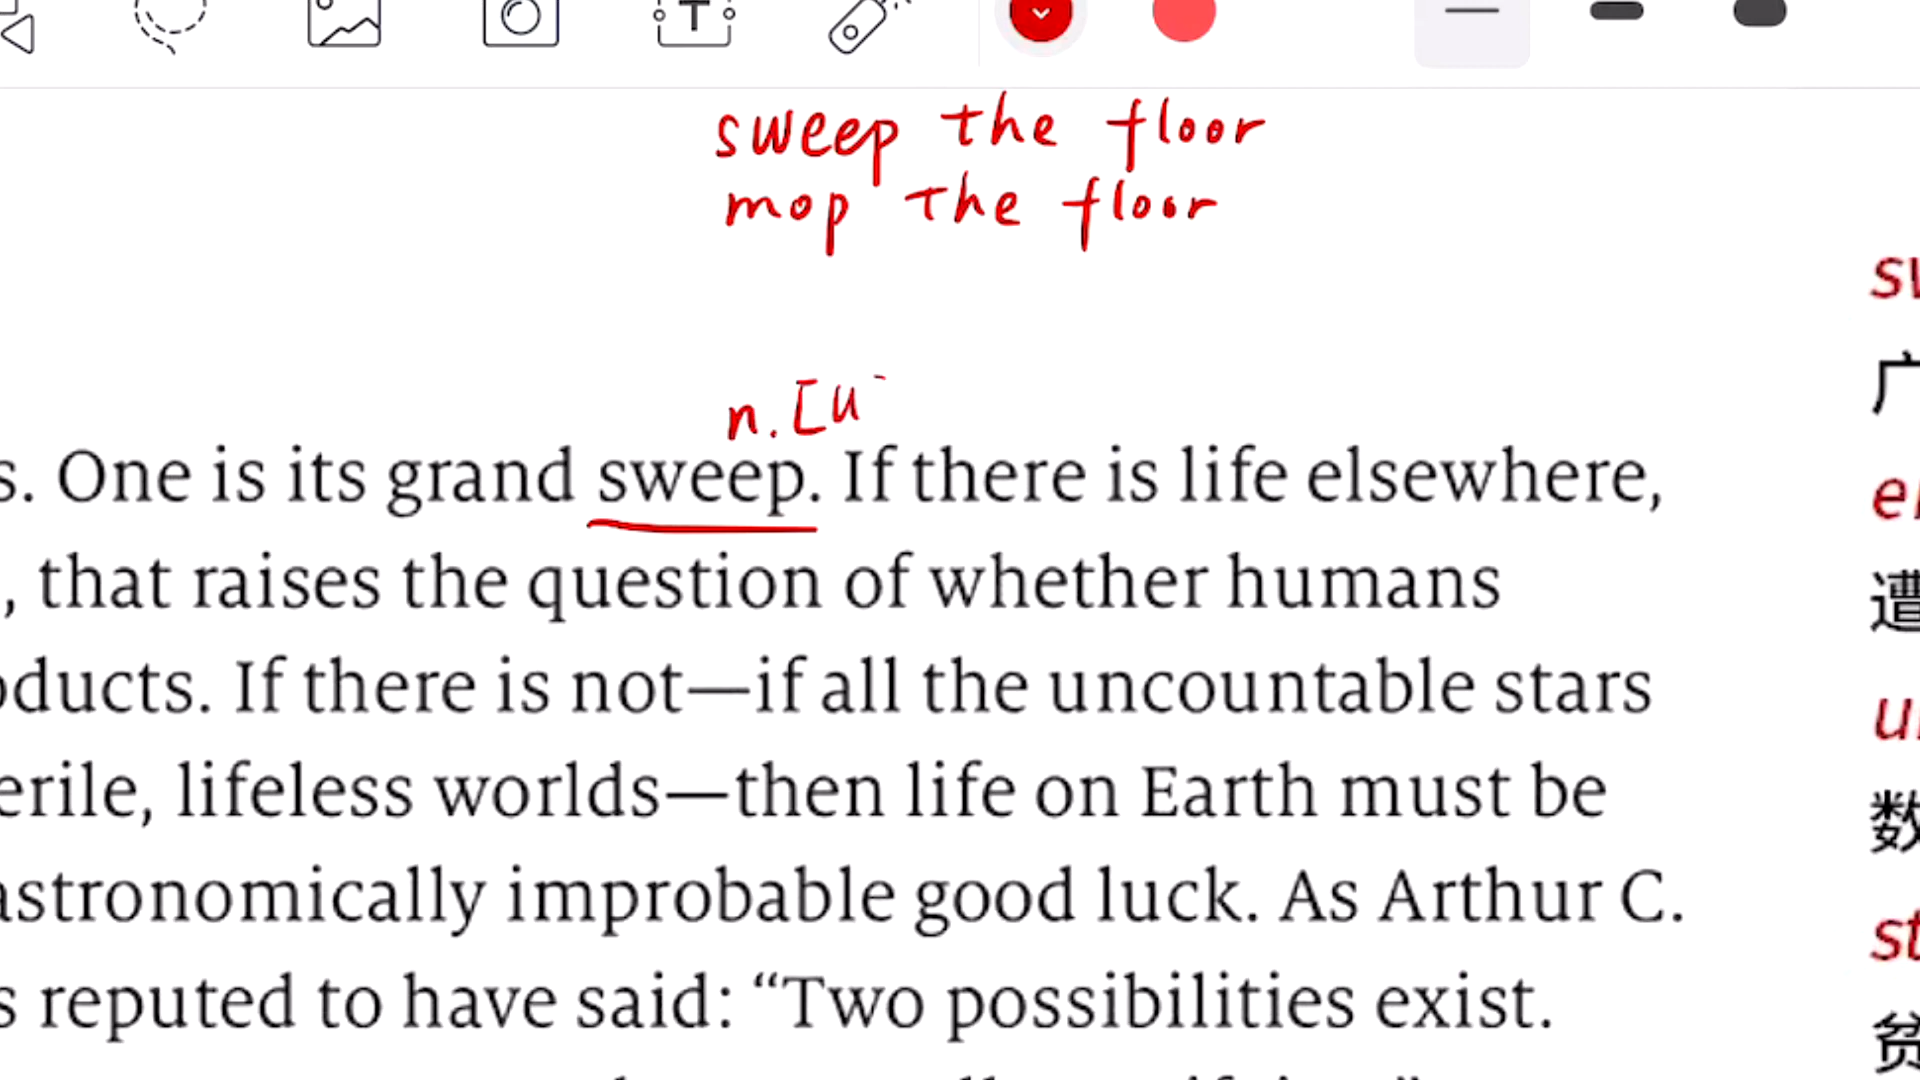 T
sweep the floor
mop the floor
n. [U
s. One is its grand sweep. If there is life elsewhere,
, that raises the question of whether humans
oducts. If there is not—if all the uncountable stars
erile, lifeless worlds—then life on Earth must be
astronomically improbable good luck. As Arthur C.
s reputed to have said: “Two possibilities exist.
sw
广
el
遭
un
数
st
贫